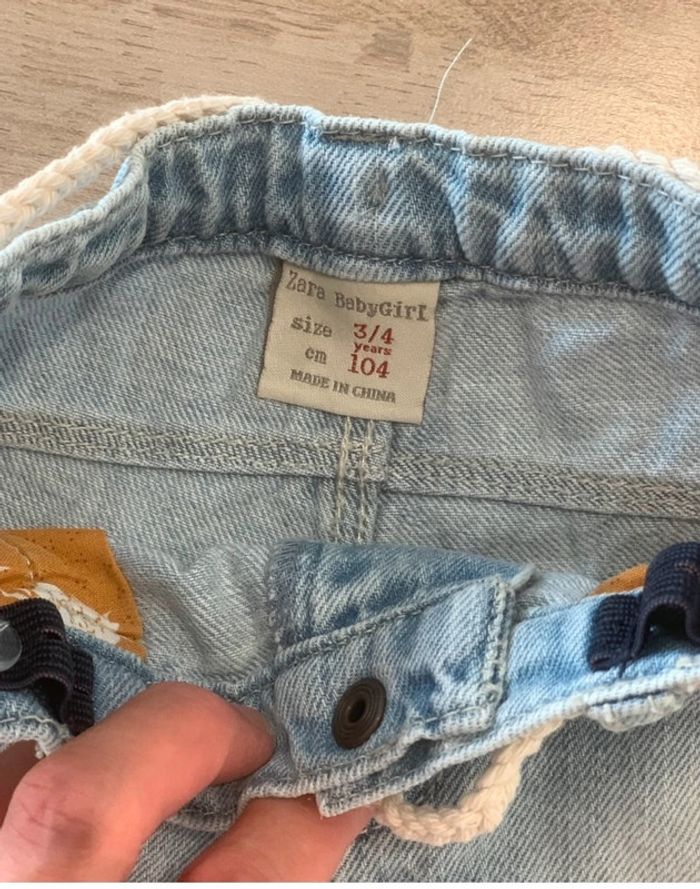 Zara BabyGirl
size 3/4
years
cm 104
MADE IN CHINA